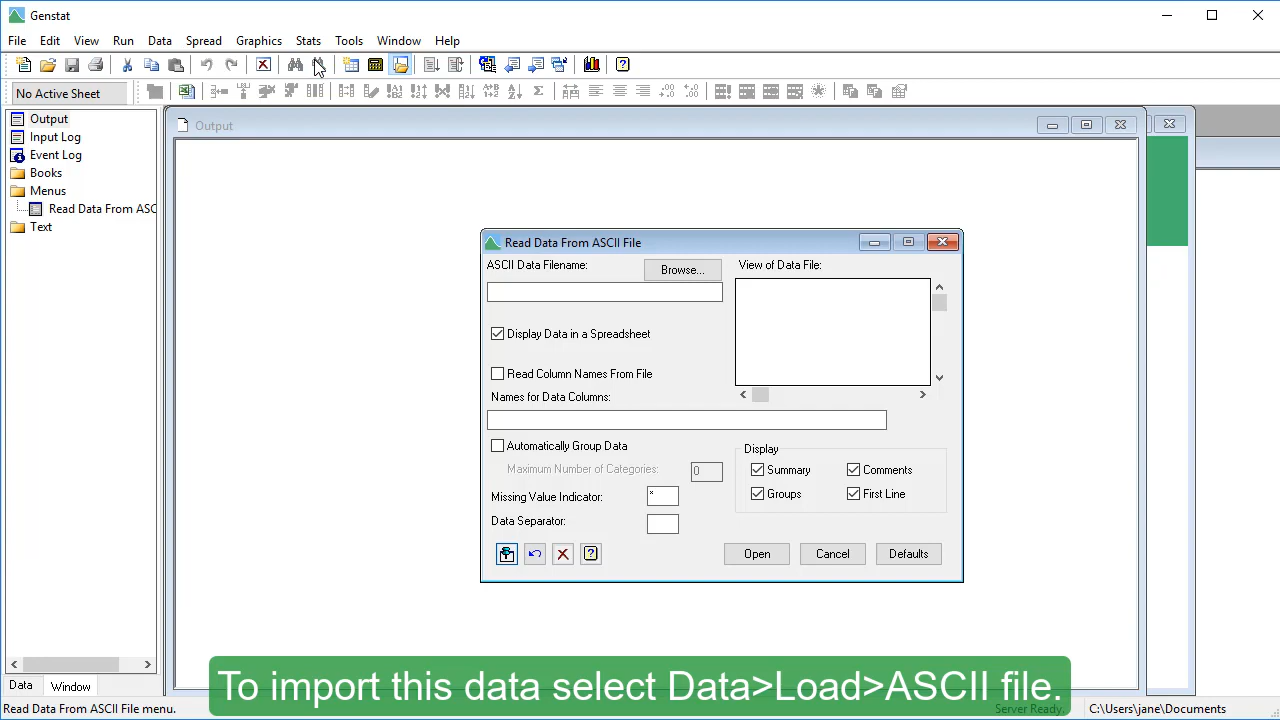 Genstat
File Edit View Run Data Spread Graphics Stats Tools Window Help
No Active Sheet
Output
Input Log
Event Log
Books
Menus
Read Data From ASC
Text
Output
Read Data From ASCII File
ASCII Data Filename:
Browse...
View of Data File:
Display Data in a Spreadsheet
Read Column Names From File
Names for Data Columns:
Automatically Group Data
Maximum Number of Categories: 0
Missing Value Indicator: *
Data Separator:
Display
Summary Comments
Groups First Line
Open Cancel Defaults
Data Window
To import this data select Data>Load>ASCII file.
Read Data From ASCII File menu.
Server Ready.
C:\Users\jane\Documents